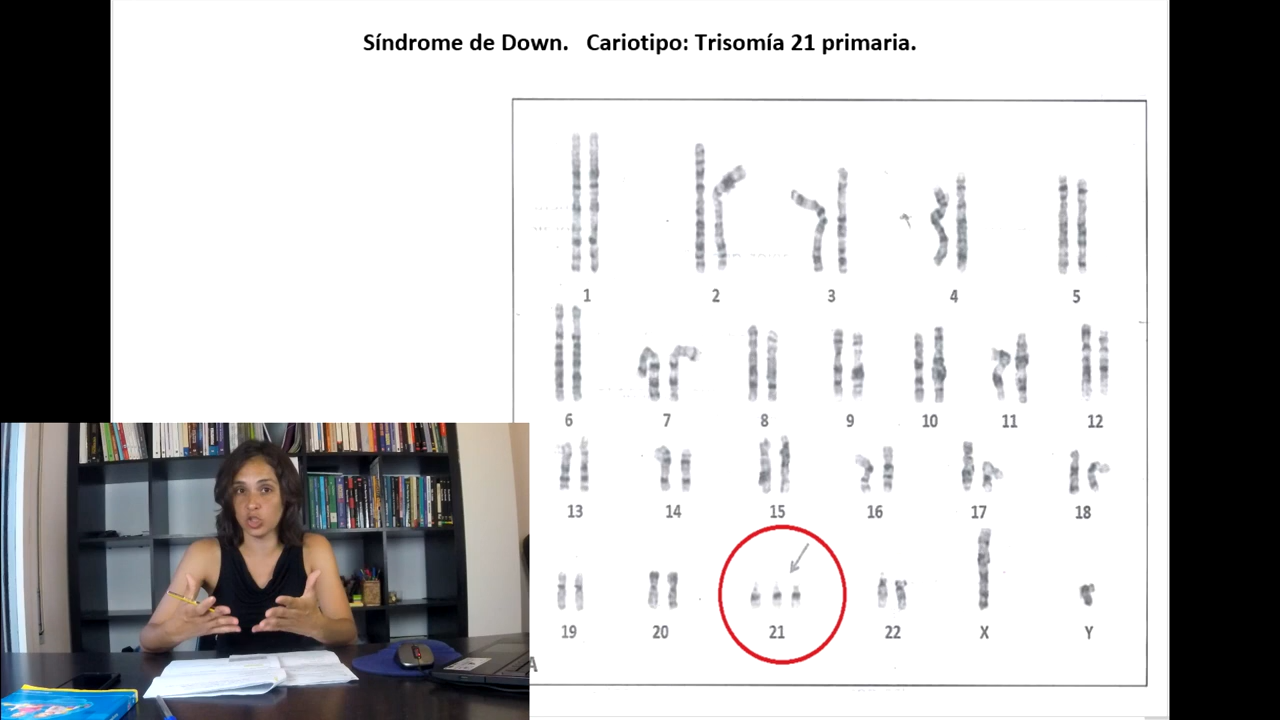 Síndrome de Down. Cariotipo: Trisomía 21 primaria.
1 2 3 4 5
6 7 8 9 10 11 12
13 14 15 16 17 18
19 20 21 22 X Y
A